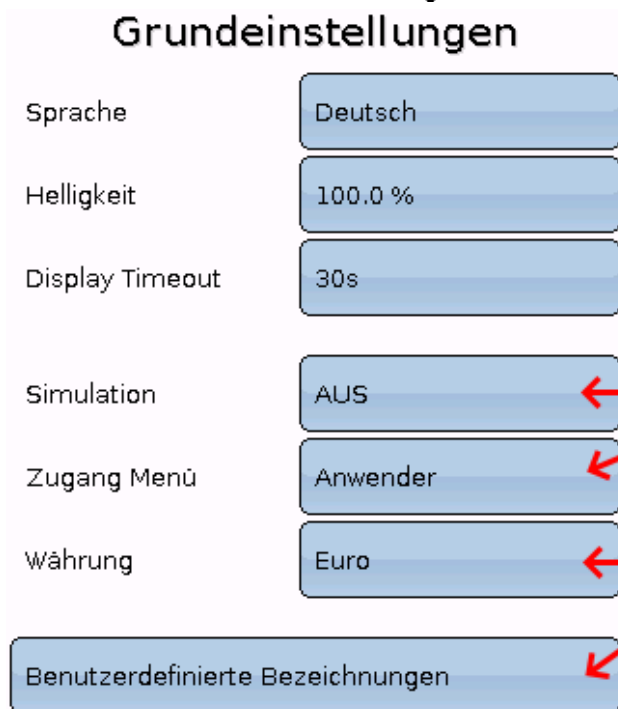 Grundeinstellungen
Sprache Deutsch
Helligkeit 100.0 %
Display Timeout 30s
Simulation AUS
Zugang Menü Anwender
Währung Euro
Benutzerdefinierte Bezeichnungen